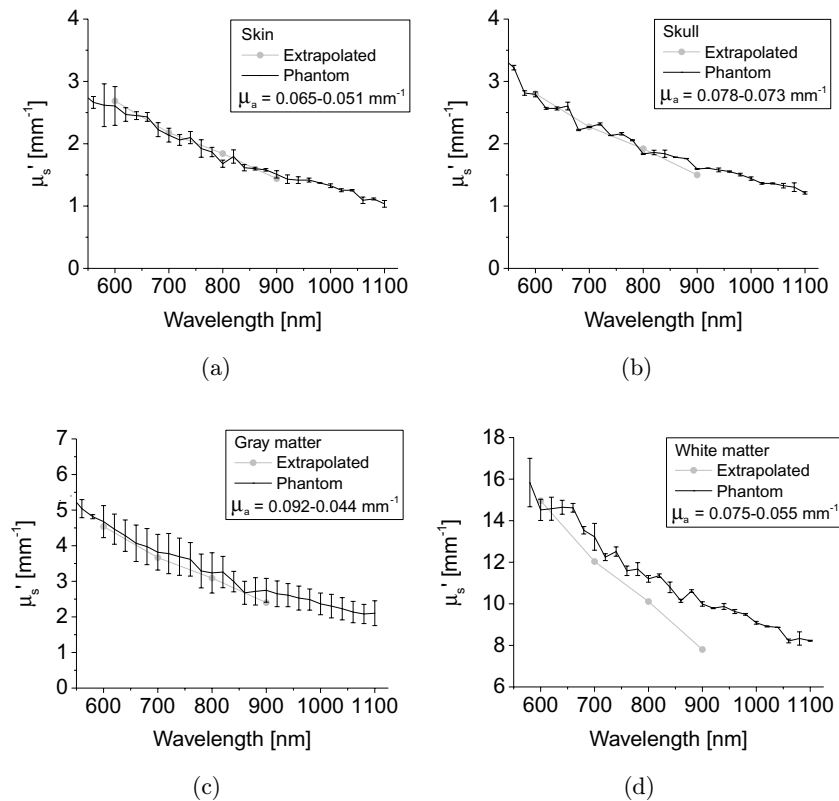 Skin
Extrapolated
Phantom
μa = 0.065-0.051 mm-1
4
3
2
1
0
μs' [mm-1]
600 700 800 900 1000 1100
Wavelength [nm]
(a)
Skull
Extrapolated
Phantom
μa = 0.078-0.073 mm-1
4
3
2
1
0
μs' [mm-1]
600 700 800 900 1000 1100
Wavelength [nm]
(b)
Gray matter
Extrapolated
Phantom
μa = 0.092-0.044 mm-1
7
6
5
4
3
2
1
0
μs' [mm-1]
600 700 800 900 1000 1100
Wavelength [nm]
(c)
White matter
Extrapolated
Phantom
μa = 0.075-0.055 mm-1
18
16
14
12
10
8
6
μs' [mm-1]
600 700 800 900 1000 1100
Wavelength [nm]
(d)